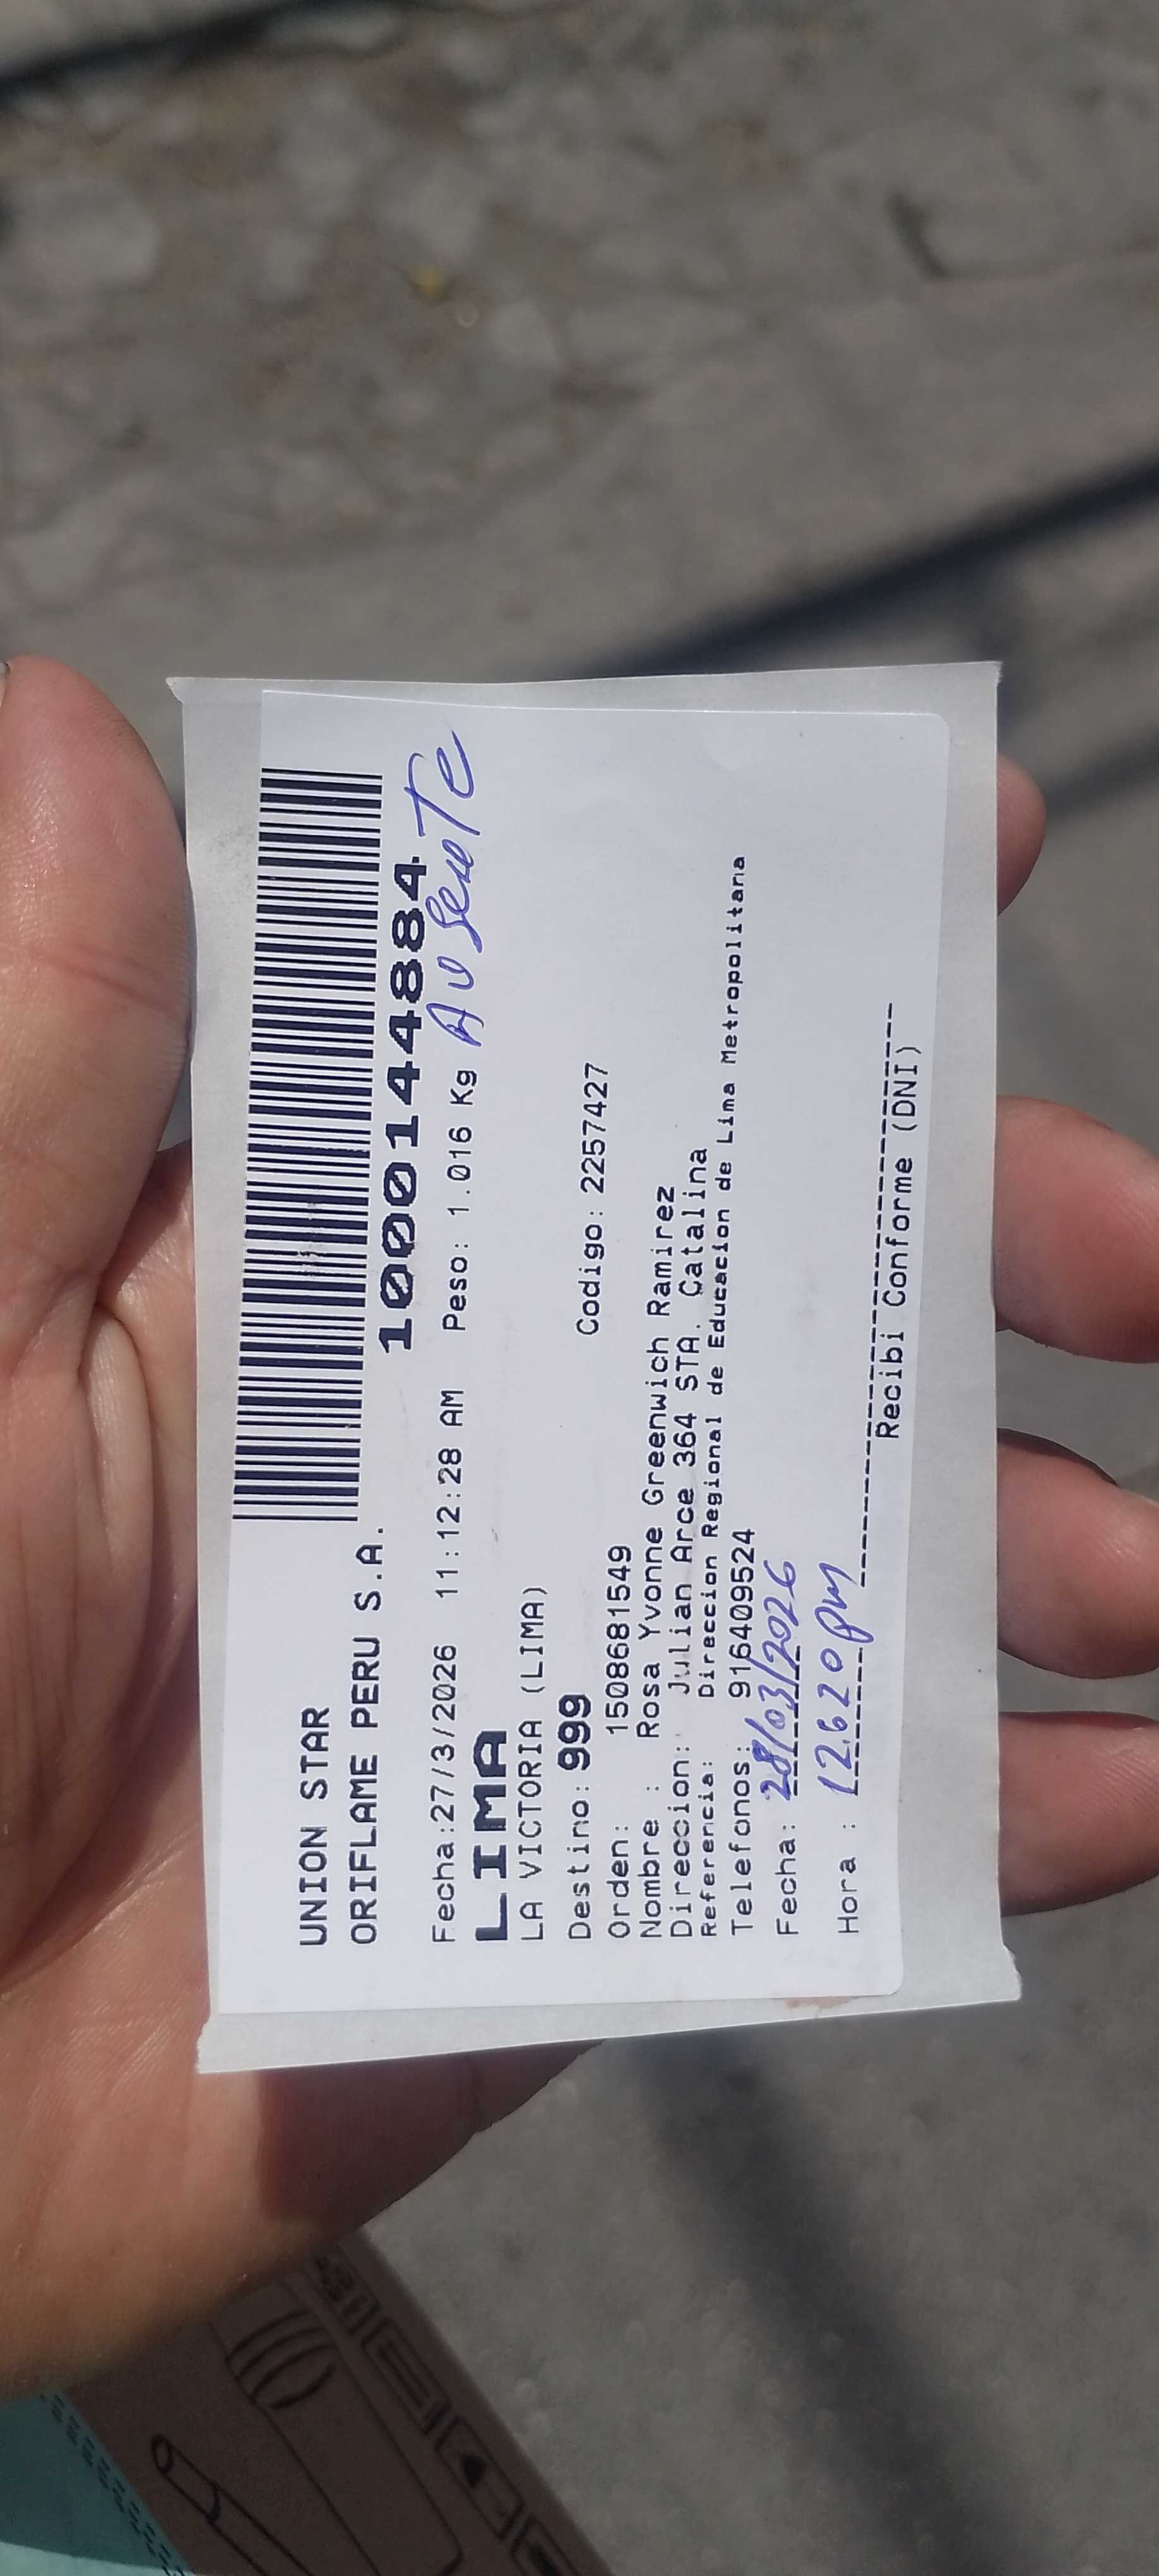 UNION STAR
ORIFLAME PERU S.A.
1000144884
Fecha:27/3/2026 11:12:28 AM Peso: 1.016 Kg Ausente
LIMA
LA VICTORIA (LIMA)
Destino: 999 Codigo: 2257427
Orden: 1508681549
Nombre : Rosa Yvonne Greenwich Ramirez
Direccion: Julian Arce 364 STA. Catalina
Referencia: Direccion Regional de Educacion de Lima Metropolitana
Telefonos: 916409524
Fecha: 28/03/2026
Hora : 12:20 pm
Recibi Conforme (DNI)